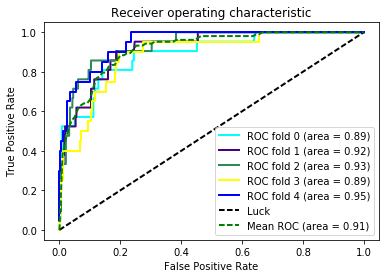 Receiver operating characteristic
True Positive Rate
1.0
0.8
0.6
0.4
0.2
0.0
ROC fold 0 (area = 0.89)
ROC fold 1 (area = 0.92)
ROC fold 2 (area = 0.93)
ROC fold 3 (area = 0.89)
ROC fold 4 (area = 0.95)
Luck
Mean ROC (area = 0.91)
0.0 0.2 0.4 0.6 0.8 1.0
False Positive Rate